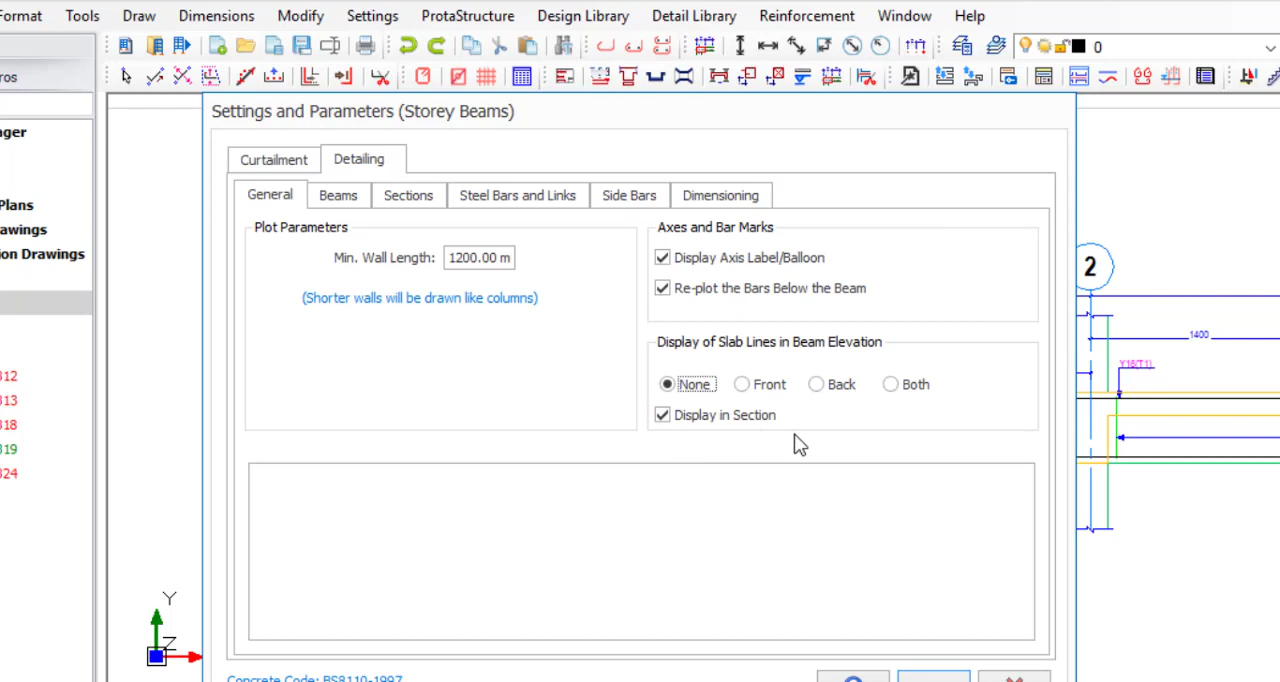 ormat Tools Draw Dimensions Modify Settings ProtaStructure Design Library Detail Library Reinforcement Window Help
0
ros
Settings and Parameters (Storey Beams)
ager
Curtailment Detailing
General Beams Sections Steel Bars and Links Side Bars Dimensioning
Plans
awings
ion Drawings
Plot Parameters
Min. Wall Length: 1200.00 m
(Shorter walls will be drawn like columns)
Axes and Bar Marks
Display Axis Label/Balloon
Re-plot the Bars Below the Beam
Display of Slab Lines in Beam Elevation
None Front Back Both
Display in Section
2
1400
Y16(T1)
312
313
318
319
324
Y
Z
Concrete Code: BS8110-1997